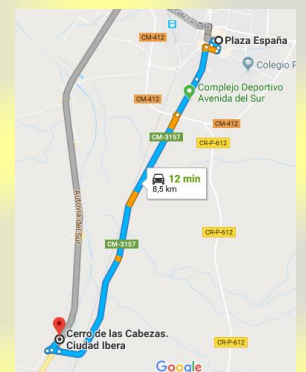 CM-412
Plaza España
Colegio F
Complejo Deportivo
Avenida del Sur
CM-412
CM-412
CM-3157
CR-P-612
12 min
8,5 km
Autovía del Sur
CR-P-612
CM-3157
Cerro de las Cabezas.
Ciudad Ibera
CR-P-612
Google